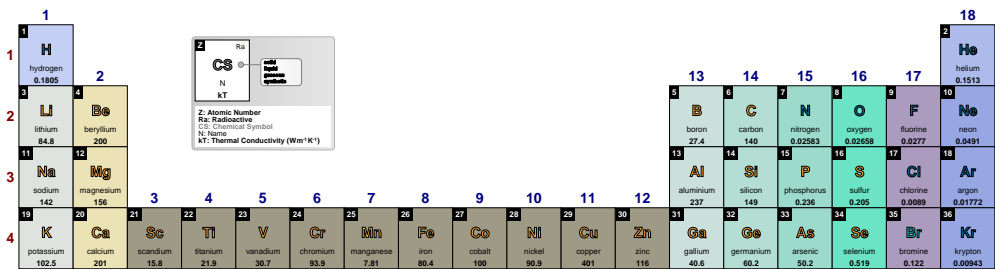 1 18
1 1 H hydrogen 0.1805 2 He helium 0.1513
Z Ra
CS
N
kT
solid
liquid
gaseous
synthetic
Z: Atomic Number
Ra: Radioactive
CS: Chemical Symbol
N: Name
kT: Thermal Conductivity (Wm⁻¹K⁻¹)
2 13 14 15 16 17
2 3 Li lithium 84.8 4 Be beryllium 200 5 B boron 27.4 6 C carbon 140 7 N nitrogen 0.02583 8 O oxygen 0.02658 9 F fluorine 0.0277 10 Ne neon 0.0491
3 11 Na sodium 142 12 Mg magnesium 156 13 Al aluminium 237 14 Si silicon 149 15 P phosphorus 0.236 16 S sulfur 0.205 17 Cl chlorine 0.0089 18 Ar argon 0.01772
3 4 5 6 7 8 9 10 11 12
4 19 K potassium 102.5 20 Ca calcium 201 21 Sc scandium 15.8 22 Ti titanium 21.9 23 V vanadium 30.7 24 Cr chromium 93.9 25 Mn manganese 7.81 26 Fe iron 80.4 27 Co cobalt 100 28 Ni nickel 90.9 29 Cu copper 401 30 Zn zinc 116 31 Ga gallium 40.6 32 Ge germanium 60.2 33 As arsenic 50.2 34 Se selenium 0.519 35 Br bromine 0.122 36 Kr krypton 0.00943